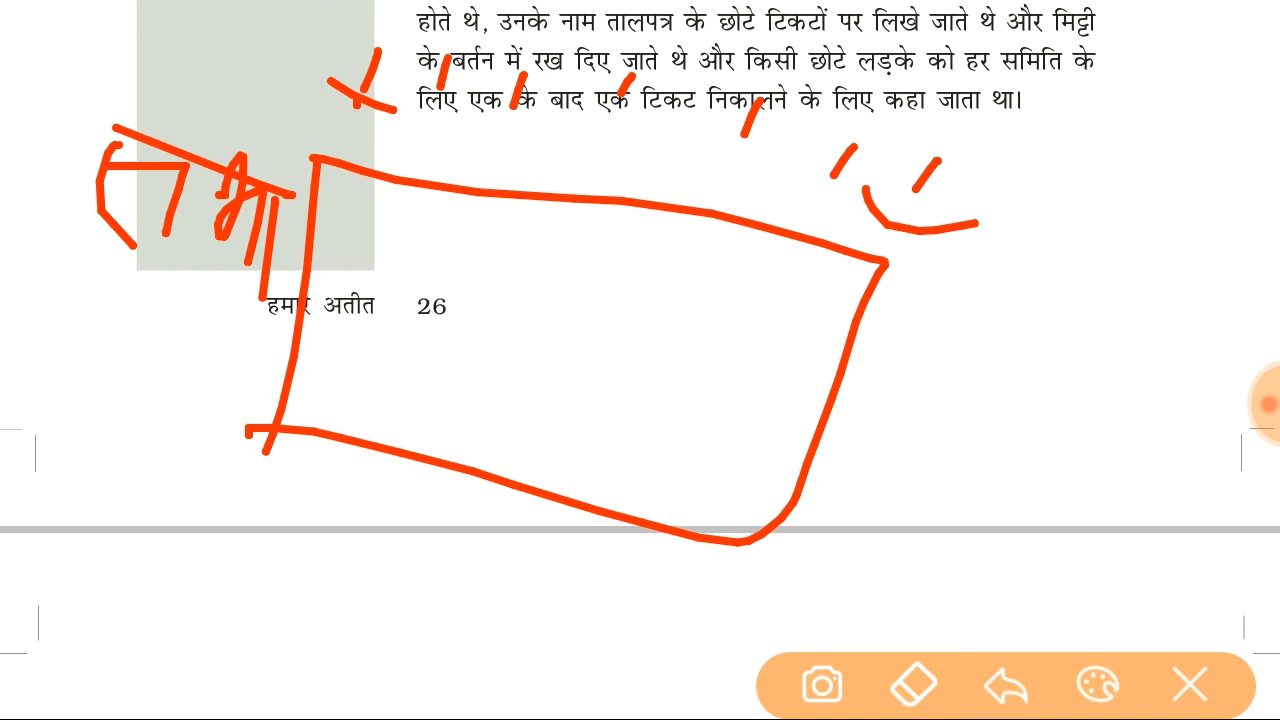 होते थे, उनके नाम तालपत्र के छोटे टिकटों पर लिखे जाते थे और मिट्टी
के बर्तन में रख दिए जाते थे और किसी छोटे लड़के को हर समिति के
लिए एक के बाद एक टिकट निकालने के लिए कहा जाता था।
हमारे अतीत 26